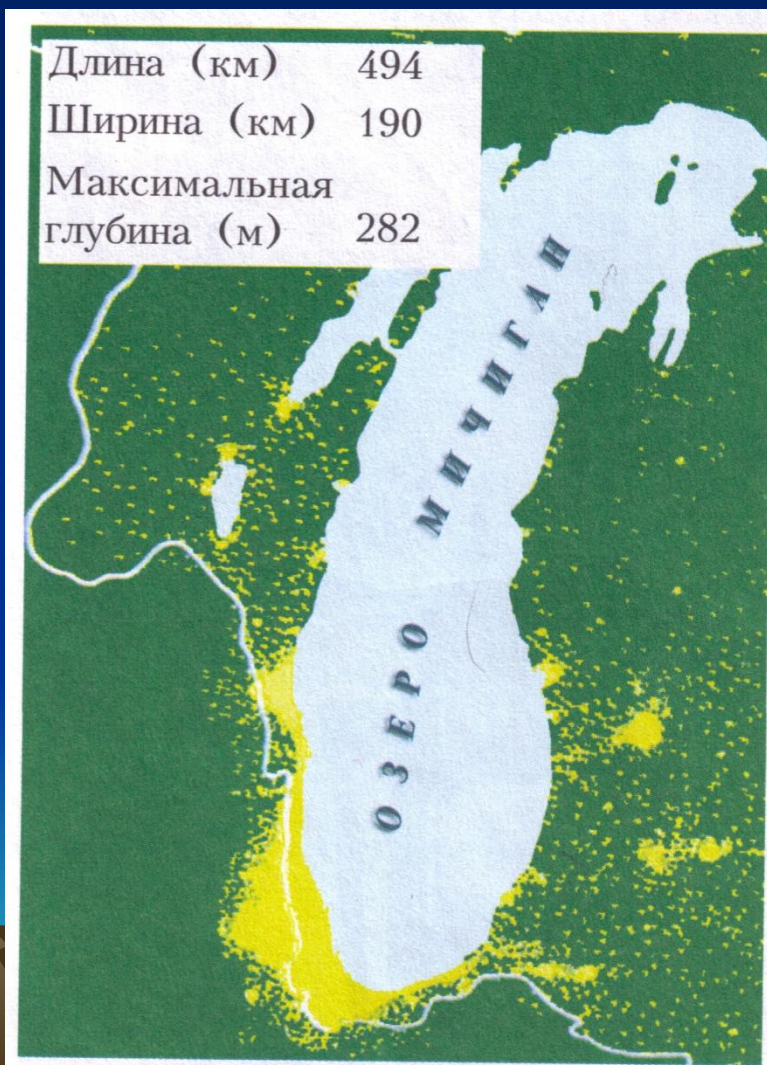 Длина (км) 494
Ширина (км) 190
Максимальная
глубина (м) 282
ОЗЕРО МИЧИГАН